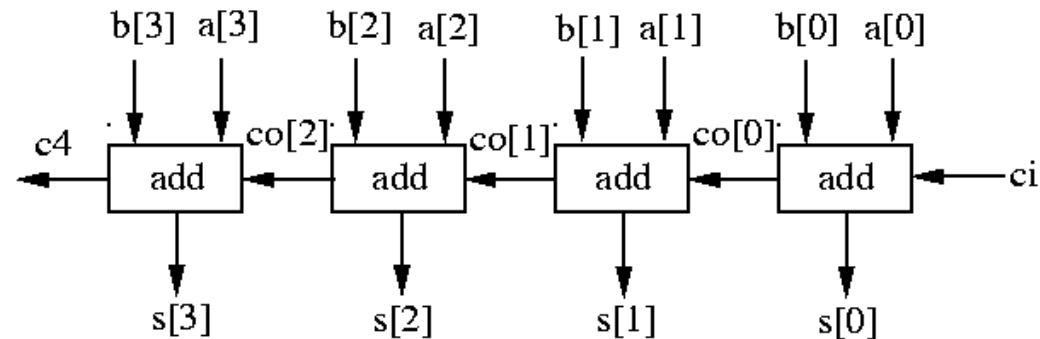 b[3] a[3] b[2] a[2] b[1] a[1] b[0] a[0]
c4 co[2] co[1] co[0]
add add add add ci
s[3] s[2] s[1] s[0]